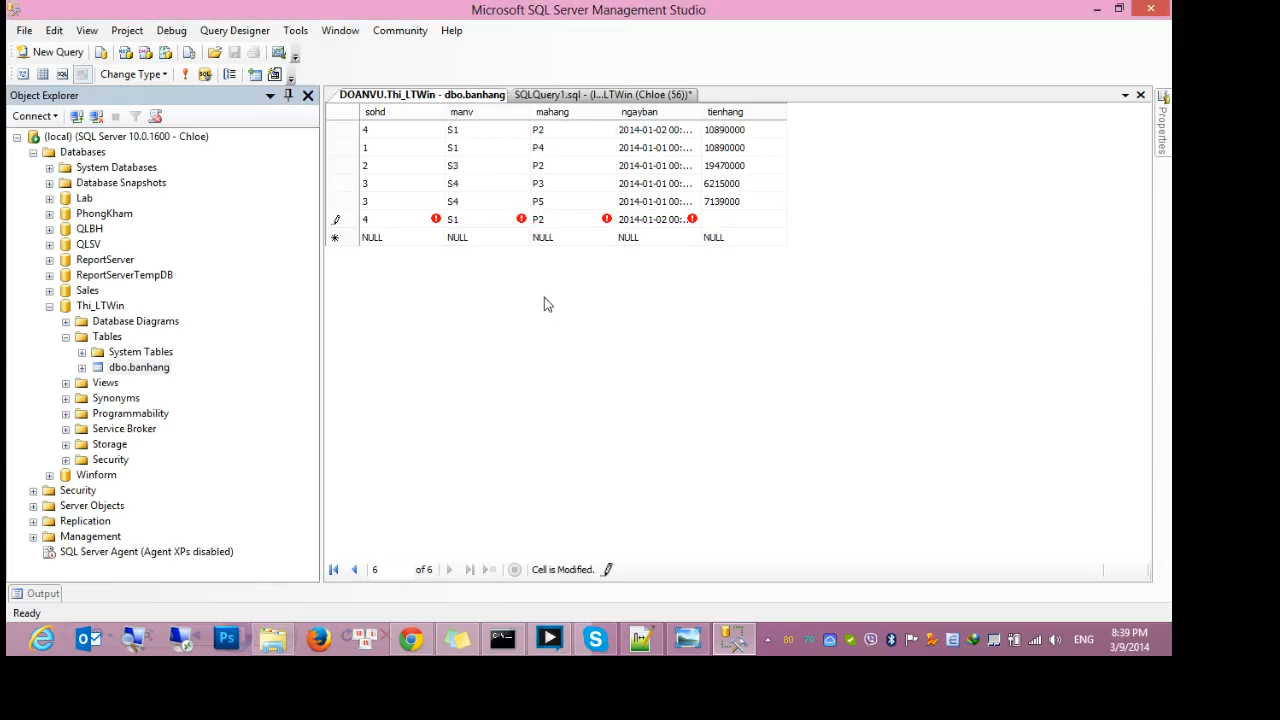 Microsoft SQL Server Management Studio
File Edit View Project Debug Query Designer Tools Window Community Help
New Query
Change Type
Object Explorer
DOANVU.Thi_LTWin - dbo.banhang
SQLQuery1.sql - (l...LTWin (Chloe (56))*
Connect
Properties
(local) (SQL Server 10.0.1600 - Chloe)
Databases
System Databases
Database Snapshots
Lab
PhongKham
QLBH
QLSV
ReportServer
ReportServerTempDB
Sales
Thi_LTWin
Database Diagrams
Tables
System Tables
dbo.banhang
Views
Synonyms
Programmability
Service Broker
Storage
Security
Winform
Security
Server Objects
Replication
Management
SQL Server Agent (Agent XPs disabled)
sohd manv mahang ngayban tienhang
4 S1 P2 2014-01-02 00:... 10890000
1 S1 P4 2014-01-01 00:... 10890000
2 S3 P2 2014-01-01 00:... 19470000
3 S4 P3 2014-01-01 00:... 6215000
3 S4 P5 2014-01-01 00:... 7139000
4 S1 P2 2014-01-02 00:...
NULL NULL NULL NULL NULL
6 of 6 Cell is Modified.
Output
Ready
Ps
80 79 ENG
8:39 PM
3/9/2014